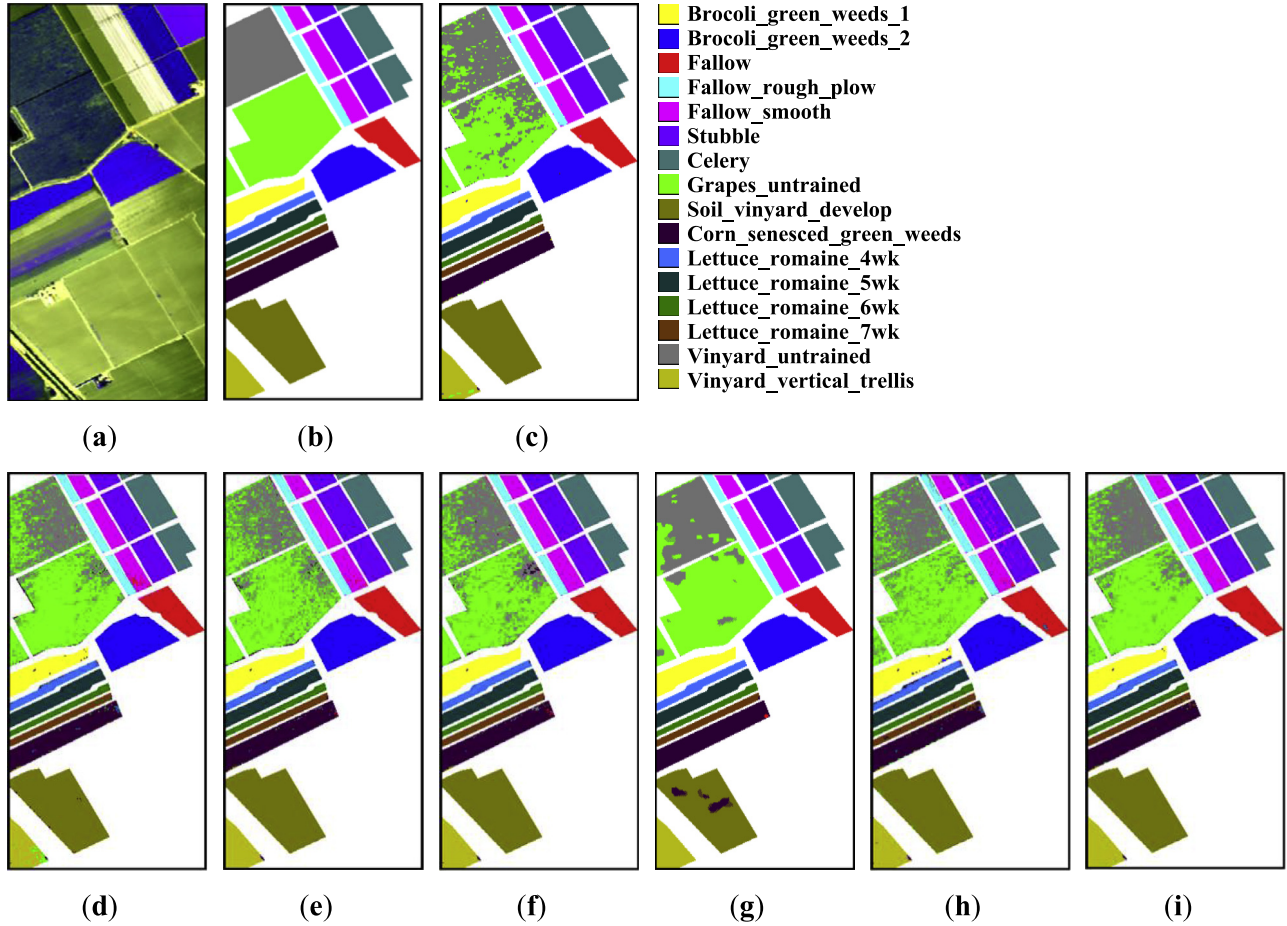 Brocoli_green_weeds_1
Brocoli_green_weeds_2
Fallow
Fallow_rough_plow
Fallow_smooth
Stubble
Celery
Grapes_untrained
Soil_vinyard_develop
Corn_senesced_green_weeds
Lettuce_romaine_4wk
Lettuce_romaine_5wk
Lettuce_romaine_6wk
Lettuce_romaine_7wk
Vinyard_untrained
Vinyard_vertical_trellis
(a) (b) (c)
(d) (e) (f) (g) (h) (i)